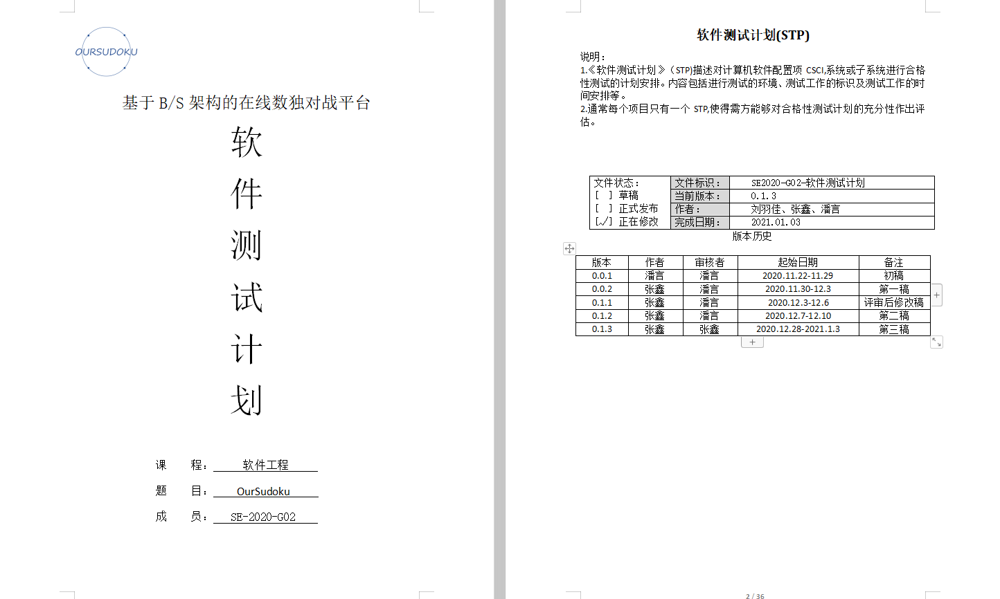 OURSUDOKU
基于 B/S 架构的在线数独对战平台
软
件
测
试
计
划
课 程： 软件工程
题 目： OurSudoku
成 员： SE-2020-G02
软件测试计划(STP)
说明：
1.《软件测试计划》（STP)描述对计算机软件配置项 CSCI,系统或子系统进行合格
性测试的计划安排。内容包括进行测试的环境、测试工作的标识及测试工作的时
间安排等。
2.通常每个项目只有一个 STP,使得需方能够对合格性测试计划的充分性作出评
估。
文件状态： 文件标识： SE2020-G02-软件测试计划
[ ] 草稿 当前版本： 0.1.3
[ ] 正式发布 作者： 刘羽佳、张鑫、潘言
[√] 正在修改 完成日期： 2021.01.03
版本历史
版本 作者 审核者 起始日期 备注
0.0.1 潘言 潘言 2020.11.22-11.29 初稿
0.0.2 张鑫 潘言 2020.11.30-12.3 第一稿
0.1.1 张鑫 潘言 2020.12.3-12.6 评审后修改稿
0.1.2 张鑫 潘言 2020.12.7-12.10 第二稿
0.1.3 张鑫 张鑫 2020.12.28-2021.1.3 第三稿
2 / 36